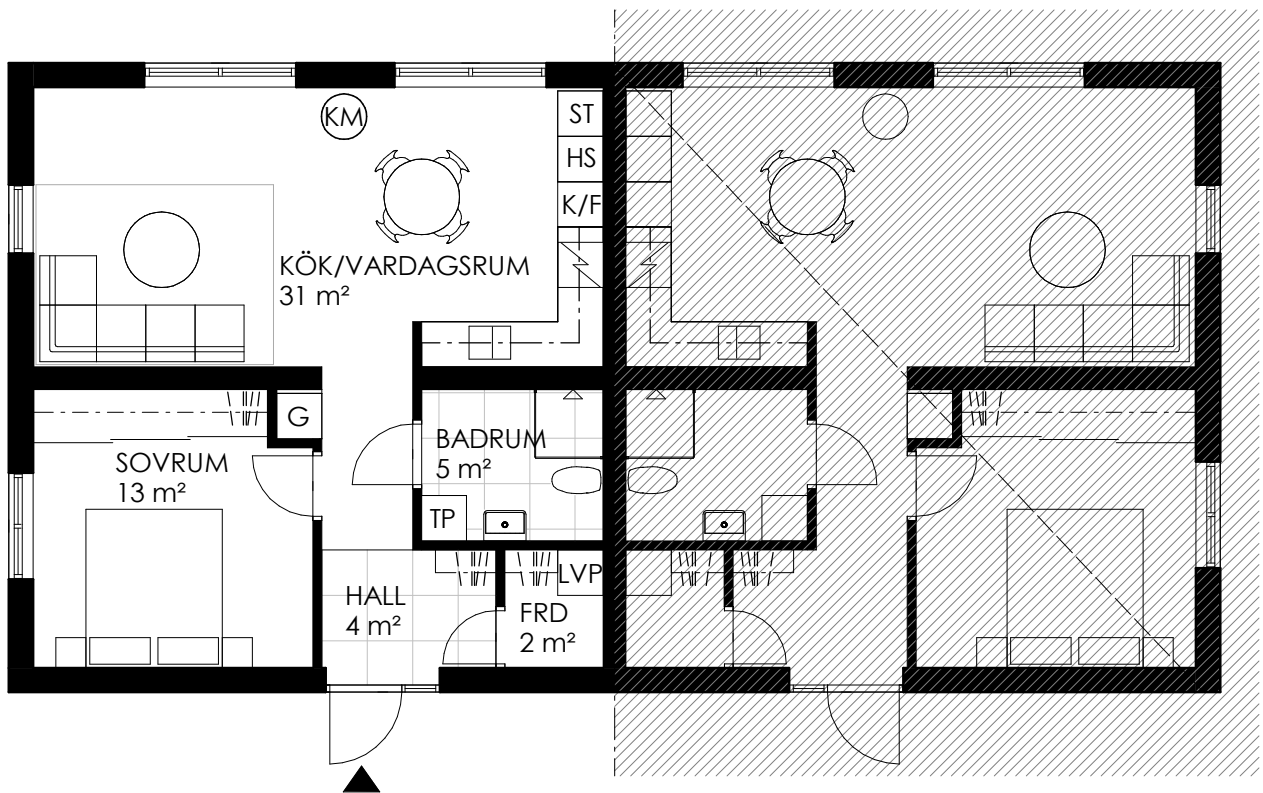 KM
ST
HS
K/F
KÖK/VARDAGSRUM
31 m²
G
SOVRUM
13 m²
BADRUM
5 m²
TP
LVP
HALL
4 m²
FRD
2 m²